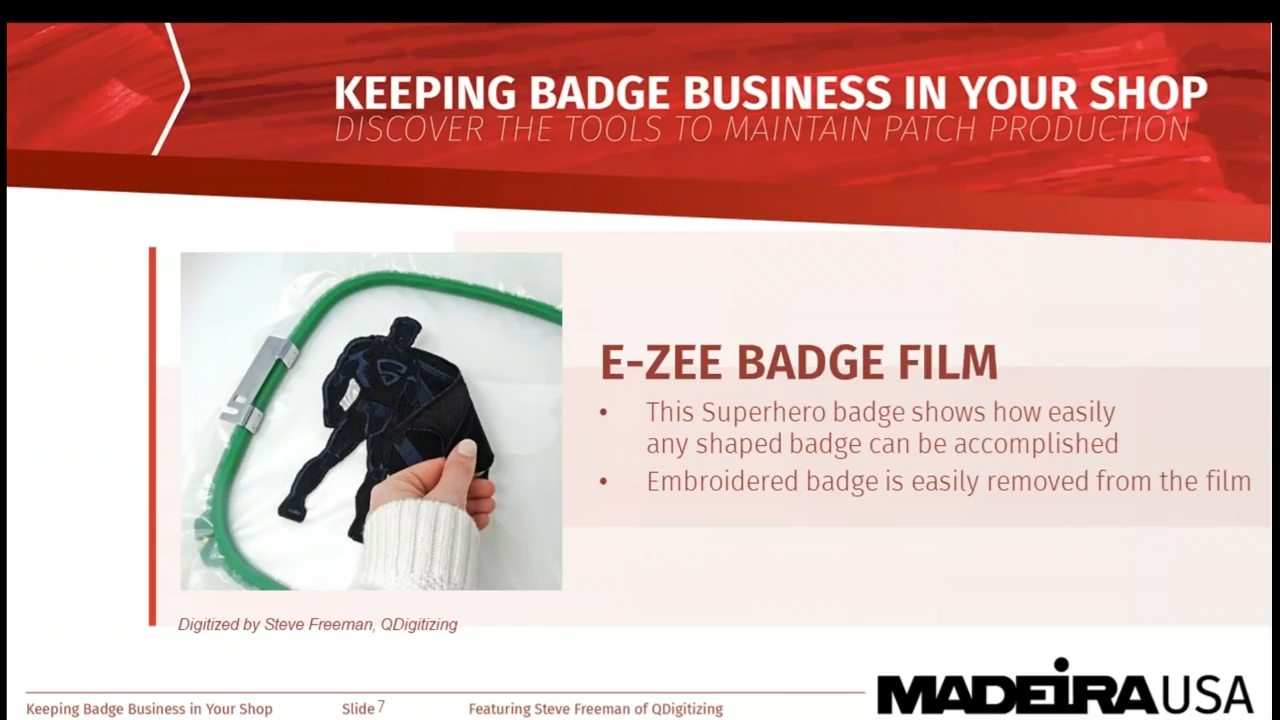 KEEPING BADGE BUSINESS IN YOUR SHOP
DISCOVER THE TOOLS TO MAINTAIN PATCH PRODUCTION
E-ZEE BADGE FILM
• This Superhero badge shows how easily
any shaped badge can be accomplished
• Embroidered badge is easily removed from the film
S
Digitized by Steve Freeman, QDigitizing
Keeping Badge Business in Your Shop Slide 7 Featuring Steve Freeman of QDigitizing
MADEIRA USA